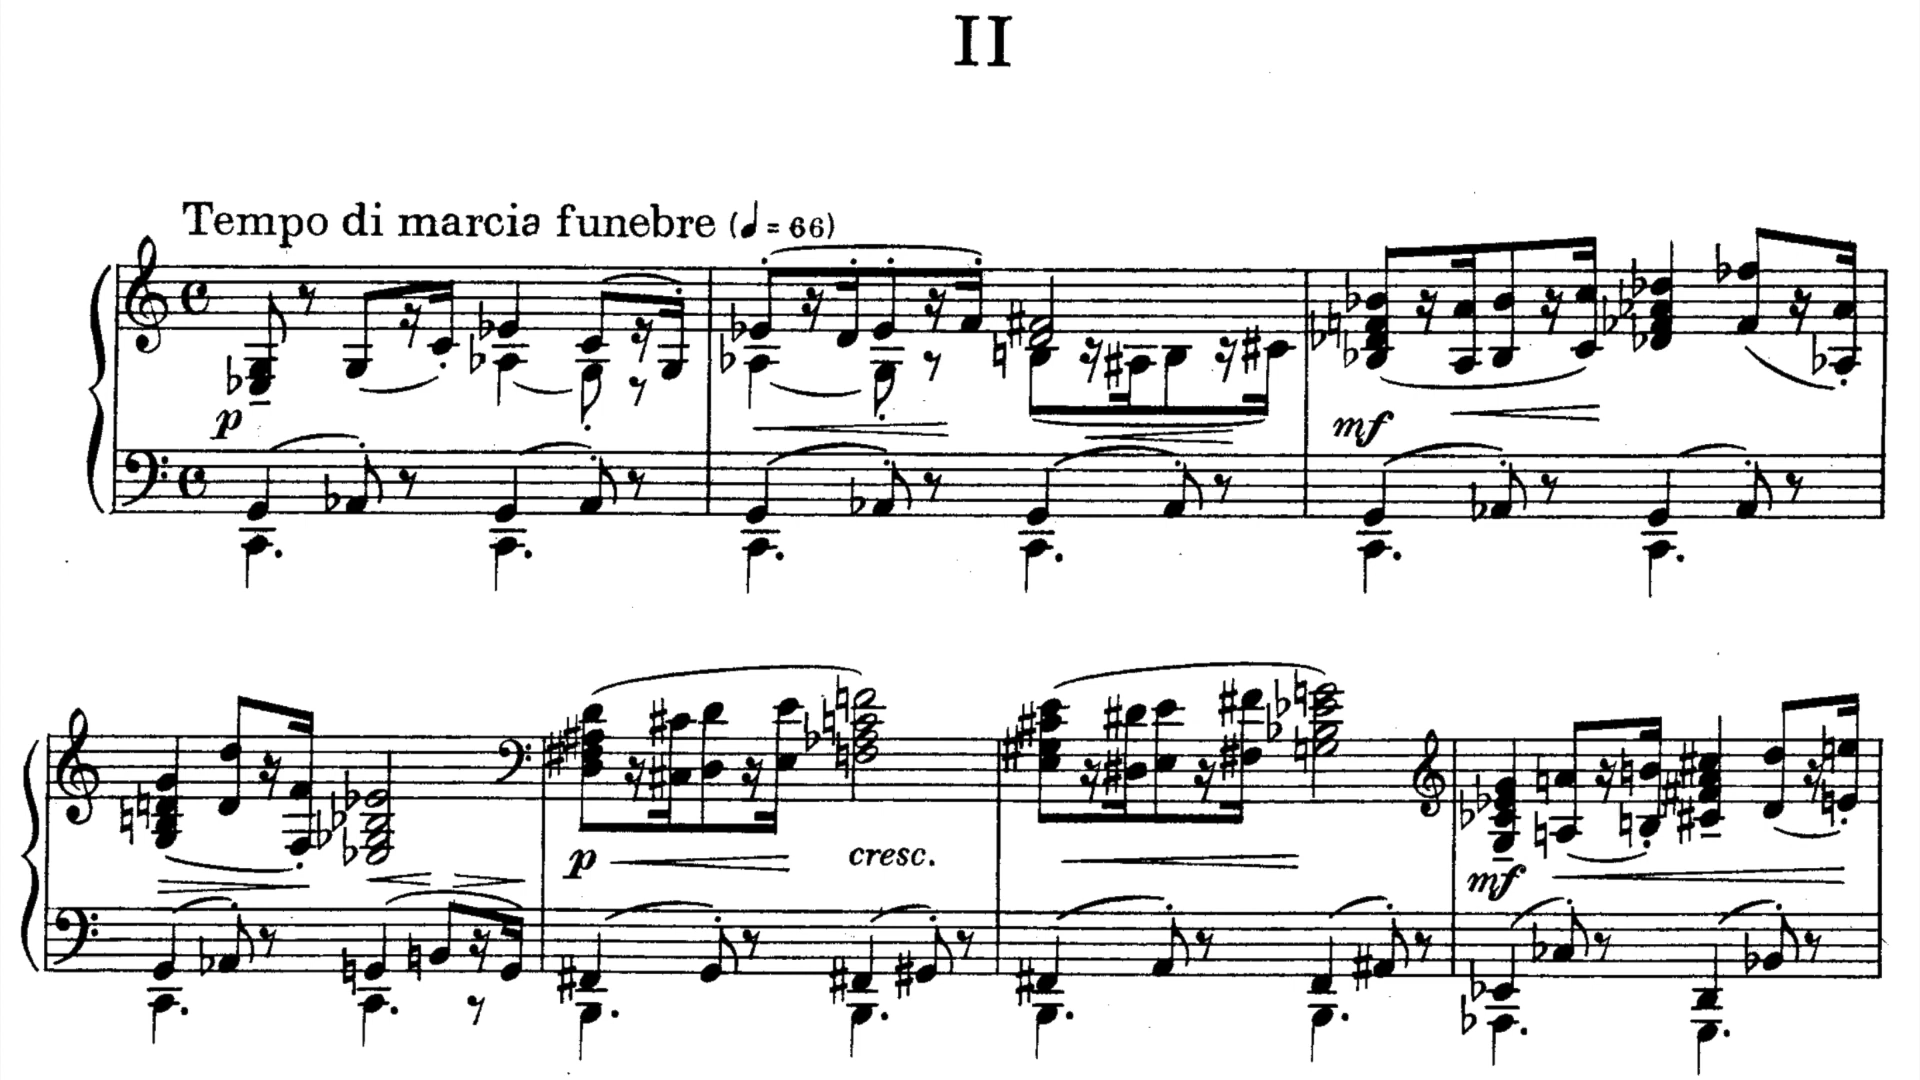 II
Tempo di marcia funebre (♩ = 66)
p
mf
p cresc.
mf